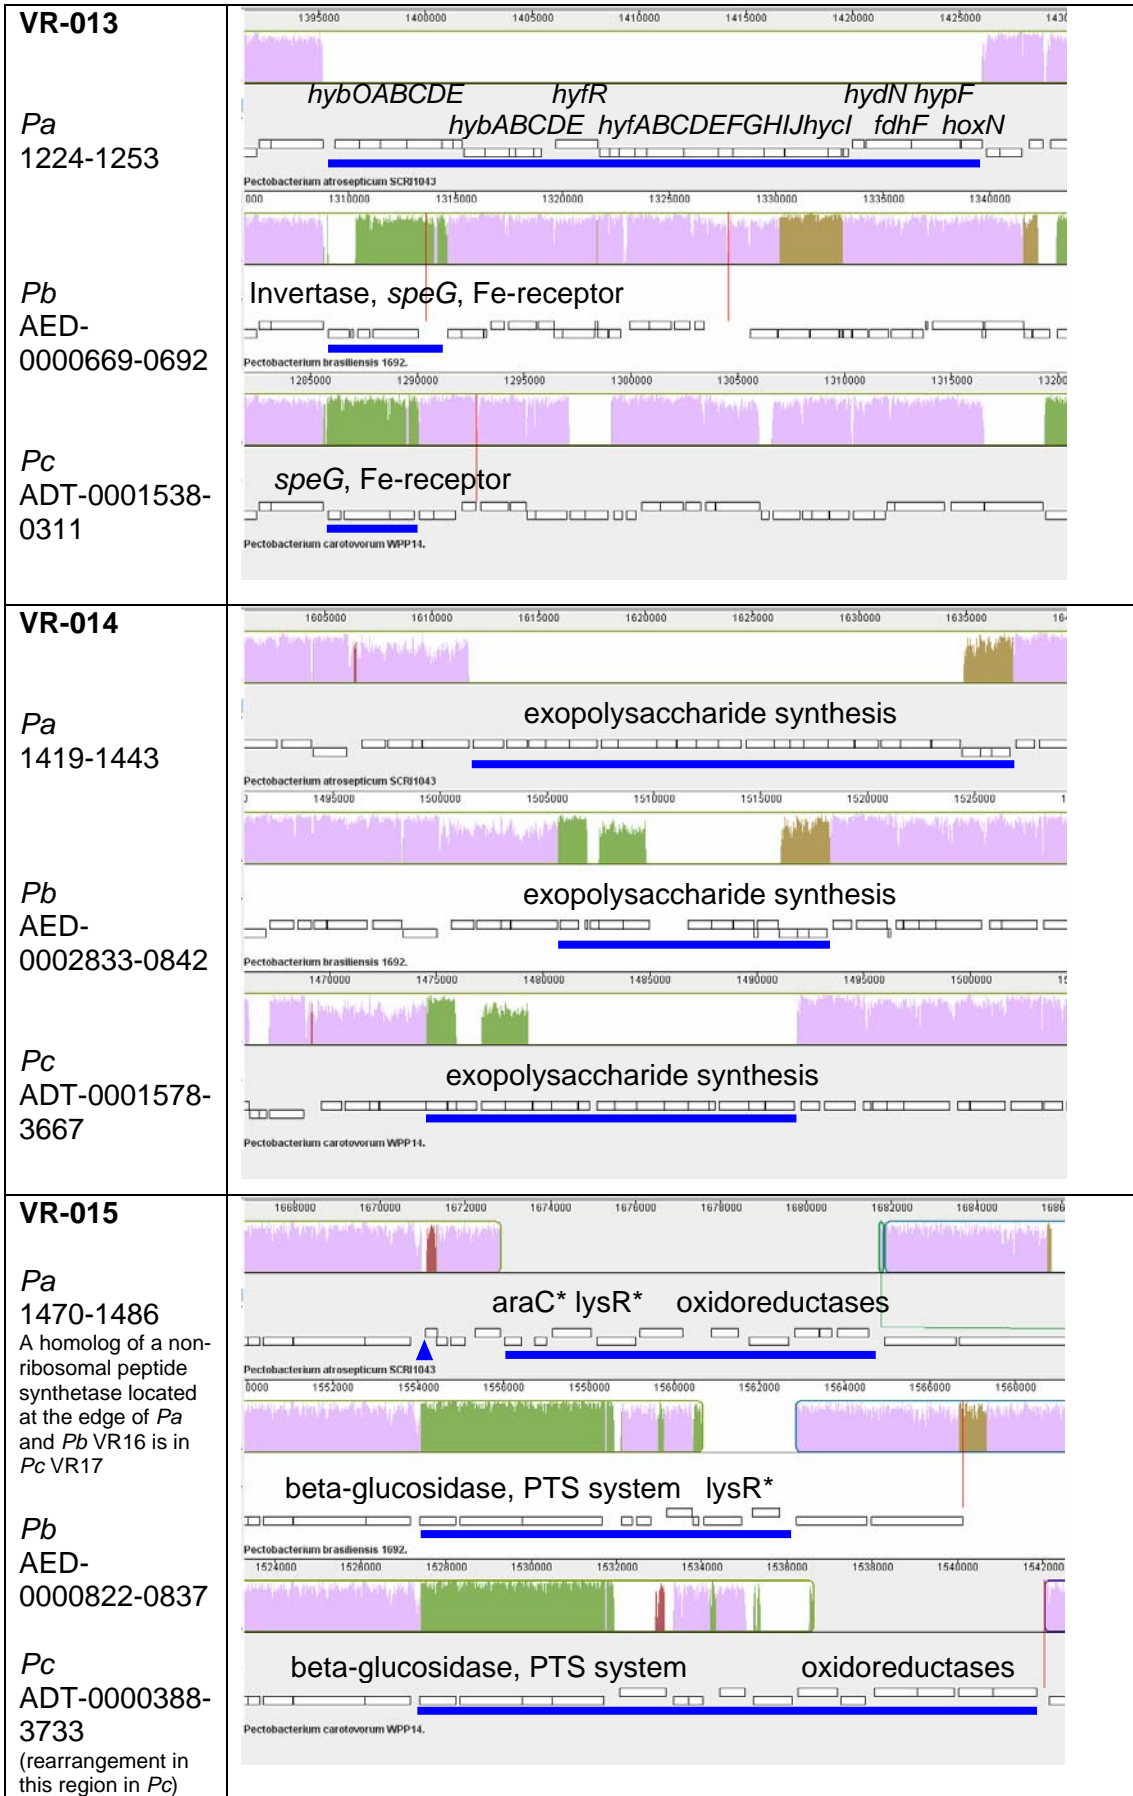 VR-013
Pa
1224-1253
Pb
AED-
0000669-0692
Pc
ADT-0001538-
0311
1395000 1400000 1405000 1410000 1415000 1420000 1425000 1430
hybOABCDE hyfR hydN hypF
hybABCDE hyfABCDEFGHIJhycI fdhF hoxN
Pectobacterium atrosepticum SCRI1043
000 1310000 1315000 1320000 1325000 1330000 1335000 1340000
Invertase, speG, Fe-receptor
Pectobacterium brasiliensis 1692.
1285000 1290000 1295000 1300000 1305000 1310000 1315000 1320
speG, Fe-receptor
Pectobacterium carotovorum WPP14.
VR-014
Pa
1419-1443
Pb
AED-
0002833-0842
Pc
ADT-0001578-
3667
1605000 1610000 1615000 1620000 1625000 1630000 1635000 164
exopolysaccharide synthesis
Pectobacterium atrosepticum SCRI1043
1495000 1500000 1505000 1510000 1515000 1520000 1525000 1
exopolysaccharide synthesis
Pectobacterium brasiliensis 1692.
1470000 1475000 1480000 1485000 1490000 1495000 1500000 15
exopolysaccharide synthesis
Pectobacterium carotovorum WPP14.
VR-015
Pa
1470-1486
A homolog of a non-
ribosomal peptide
synthetase located
at the edge of Pa
and Pb VR16 is in
Pc VR17
Pb
AED-
0000822-0837
Pc
ADT-0000388-
3733
(rearrangement in
this region in Pc)
1668000 1670000 1672000 1674000 1676000 1678000 1680000 1682000 1684000 1686
araC* lysR* oxidoreductases
Pectobacterium atrosepticum SCRI1043
0000 1552000 1554000 1556000 1558000 1560000 1562000 1564000 1566000 1568000
beta-glucosidase, PTS system lysR*
Pectobacterium brasiliensis 1692.
1524000 1526000 1528000 1530000 1532000 1534000 1536000 1538000 1540000 1542000
beta-glucosidase, PTS system oxidoreductases
Pectobacterium carotovorum WPP14.